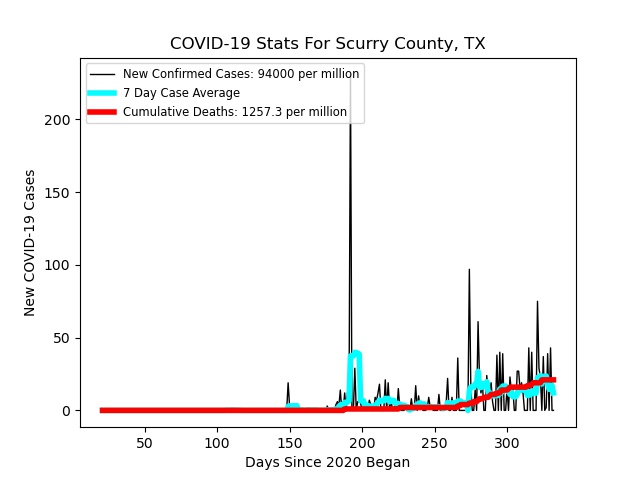 COVID-19 Stats For Scurry County, TX
New Confirmed Cases: 94000 per million
7 Day Case Average
Cumulative Deaths: 1257.3 per million
New COVID-19 Cases
200
150
100
50
0
50 100 150 200 250 300
Days Since 2020 Began